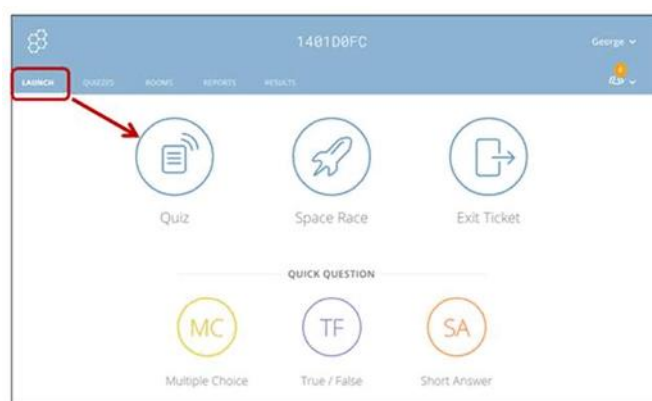 1401D0FC
George
LAUNCH QUIZZES ROOMS REPORTS RESULTS
Quiz Space Race Exit Ticket
QUICK QUESTION
MC TF SA
Multiple Choice True / False Short Answer